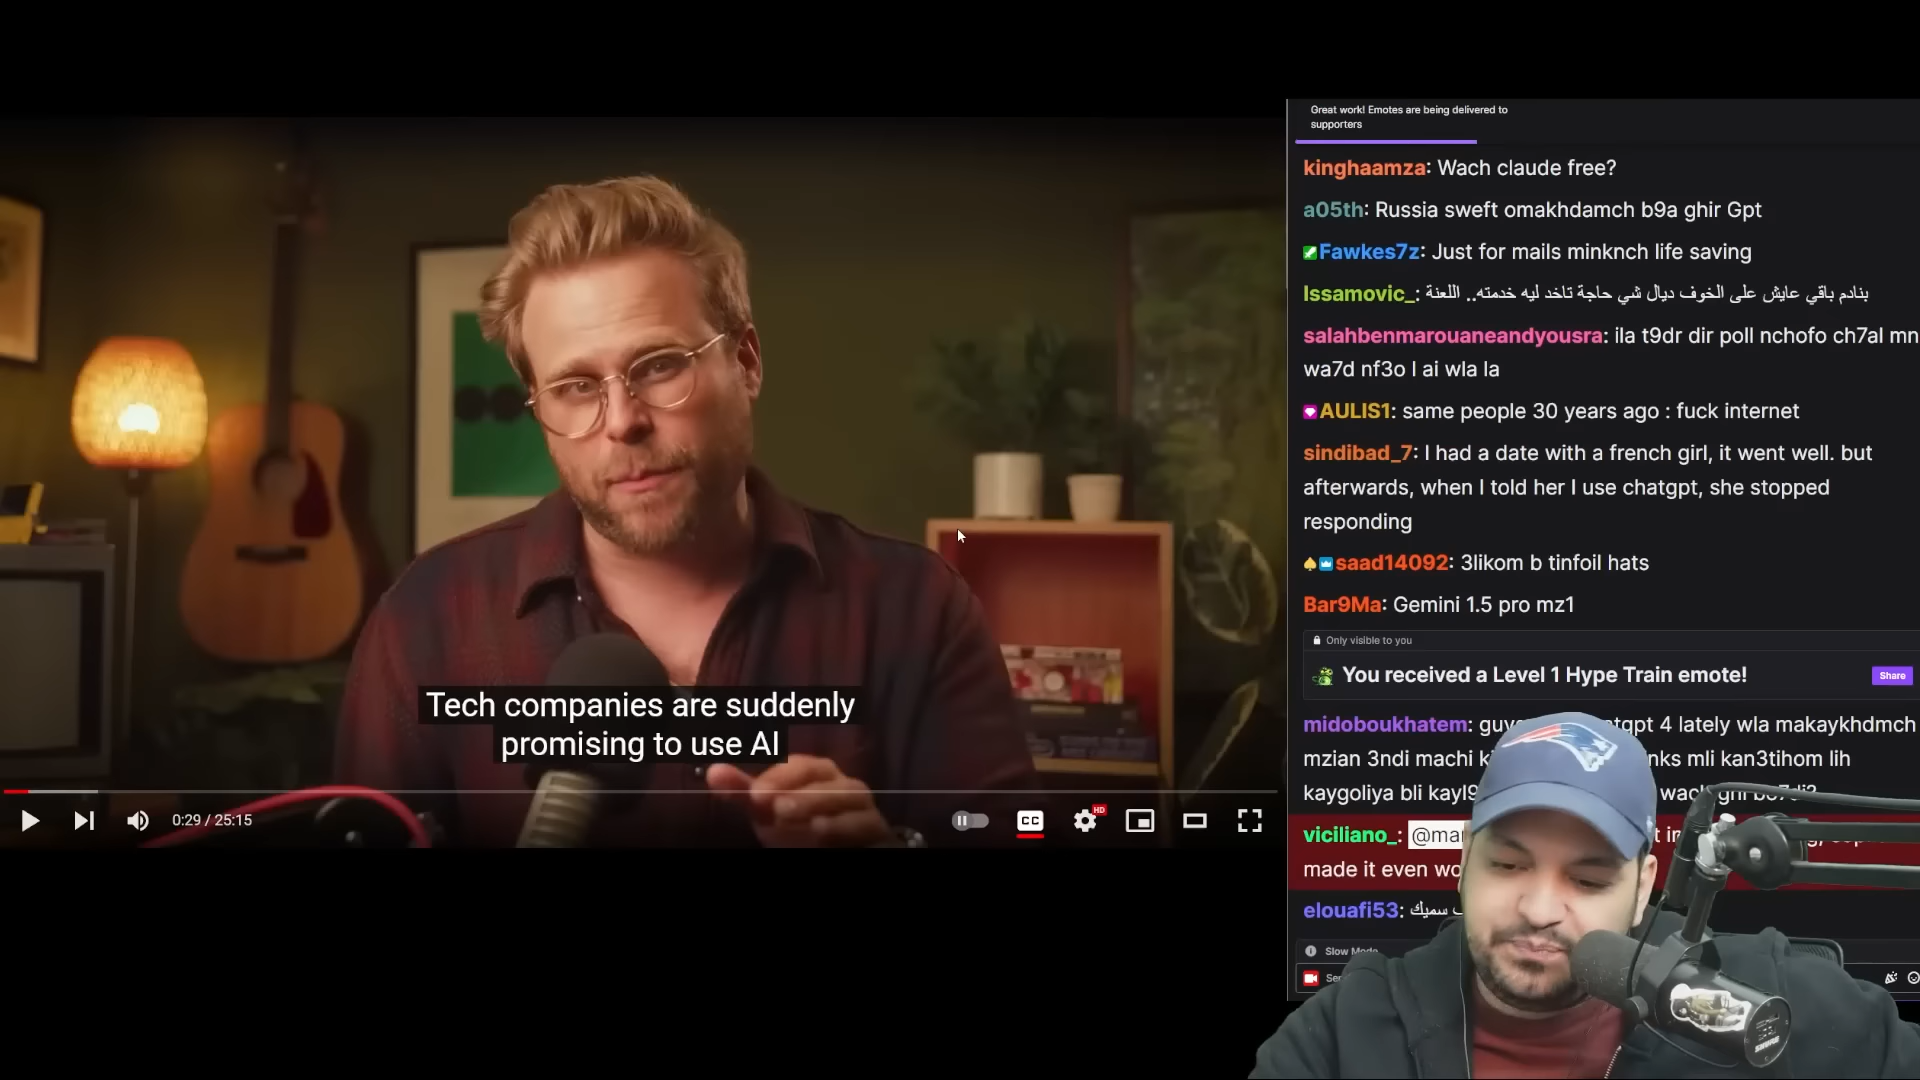 Great work! Emotes are being delivered to
supporters
kinghaamza: Wach claude free?
a05th: Russia sweft omakhdamch b9a ghir Gpt
Fawkes7z: Just for mails minknch life saving
Issamovic_: بنادم باقي عايش على الخوف ديال شي حاجة تاخد ليه خدمته.. اللعنة
salahbenmarouaneandyousra: ila t9dr dir poll nchofo ch7al mn
wa7d nf3o l ai wla la
AULIS1: same people 30 years ago : fuck internet
sindibad_7: I had a date with a french girl, it went well. but
afterwards, when I told her I use chatgpt, she stopped
responding
saad14092: 3likom b tinfoil hats
Bar9Ma: Gemini 1.5 pro mz1
Only visible to you
You received a Level 1 Hype Train emote!
Share
midoboukhatem: 4 lately wla makaykhdmch
mzian 3ndi machi mli kan3tihom lih
kaygoliya bli
viciliano_:
made it even
elouafi53: سميك
Slow Mode
Tech companies are suddenly
promising to use AI
0:29 / 25:15
CC
HD
SHURE